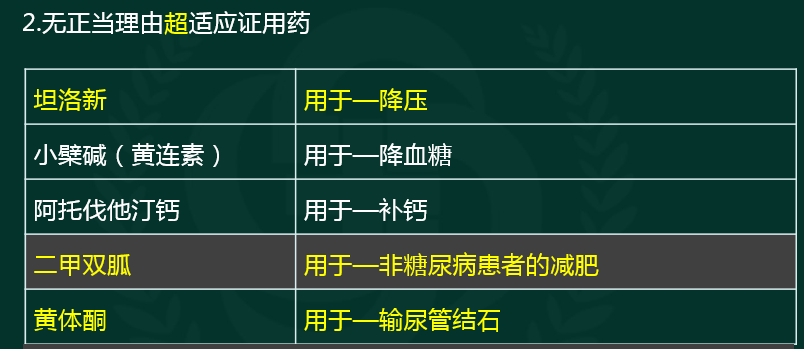 2.无正当理由超适应证用药
坦洛新 用于—降压
小檗碱（黄连素） 用于—降血糖
阿托伐他汀钙 用于—补钙
二甲双胍 用于—非糖尿病患者的减肥
黄体酮 用于—输尿管结石